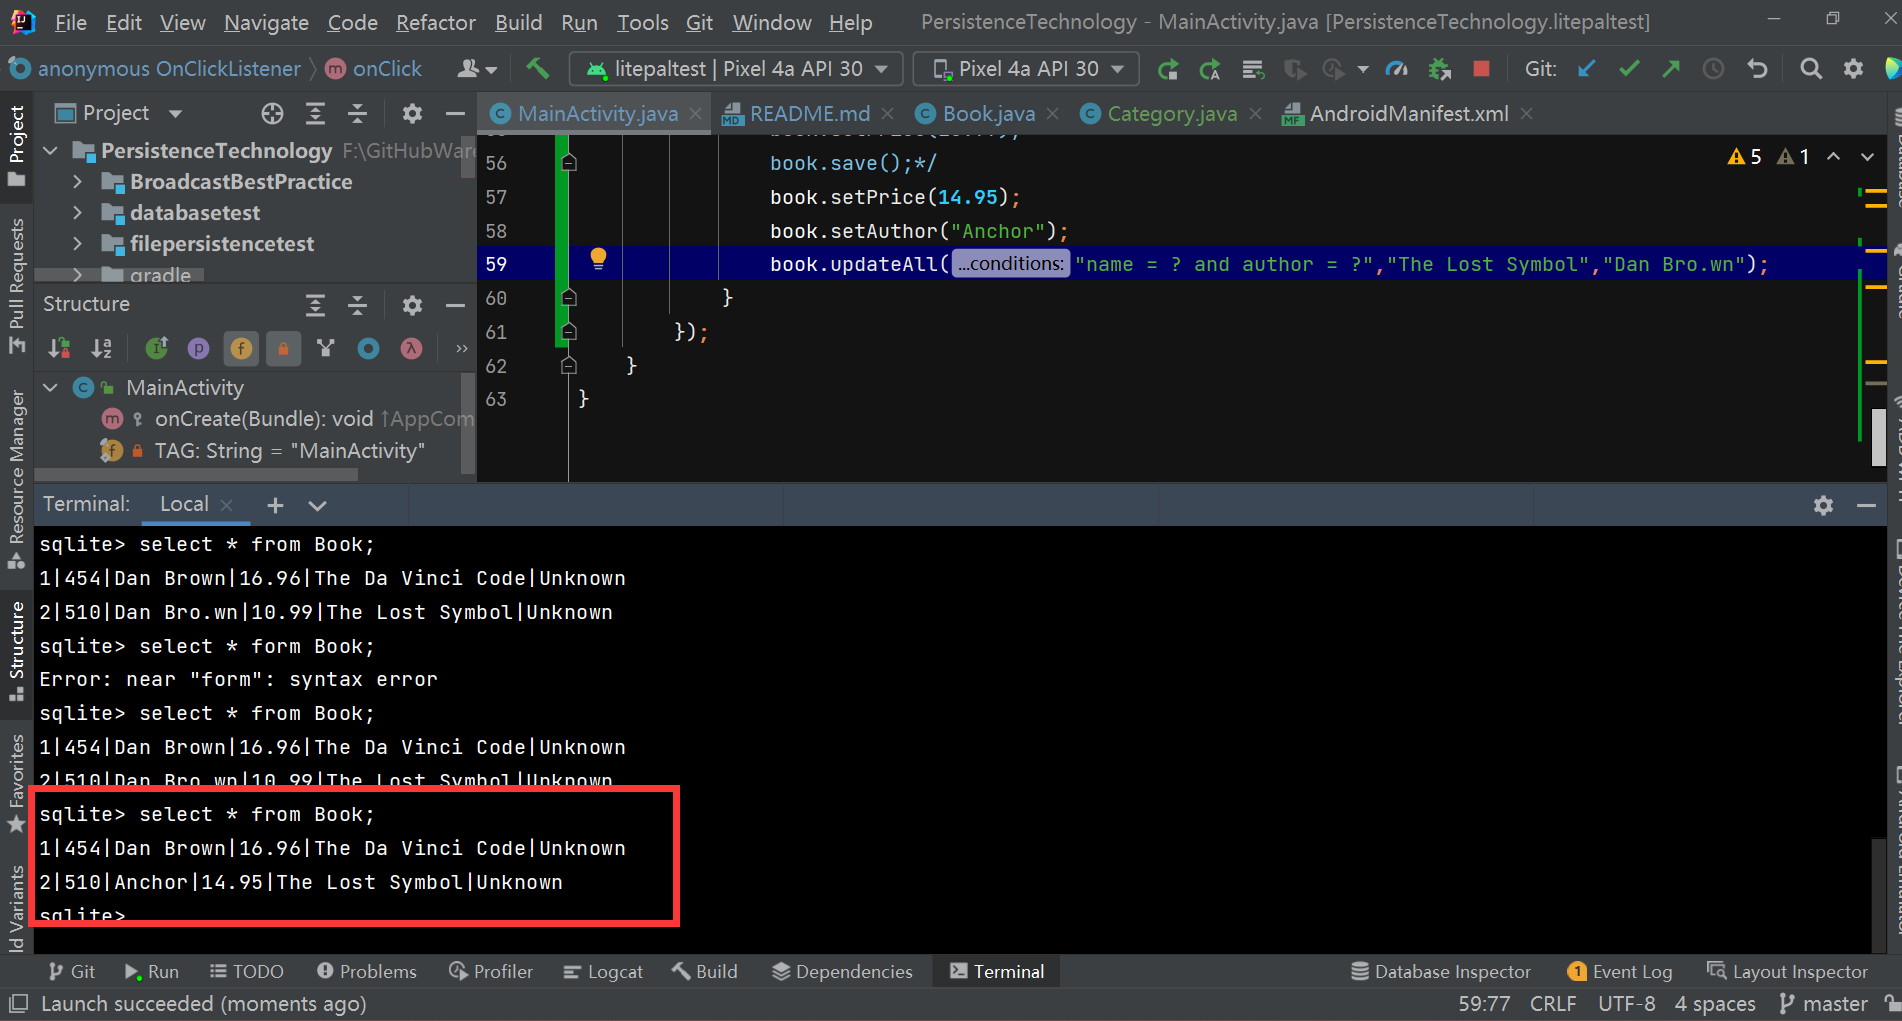 File Edit View Navigate Code Refactor Build Run Tools Git Window Help PersistenceTechnology - MainActivity.java [PersistenceTechnology.litepaltest]
anonymous OnClickListener onClick litepaltest | Pixel 4a API 30 Pixel 4a API 30 Git:
Project
MainActivity.java README.md Book.java Category.java AndroidManifest.xml
PersistenceTechnology F:\GitHubWare
BroadcastBestPractice
databasetest
filepersistencetest
gradle
Structure
MainActivity
onCreate(Bundle): void ↑AppCom
TAG: String = "MainActivity"
56 book.save();*/
57 book.setPrice(14.95);
58 book.setAuthor("Anchor");
59 book.updateAll( ...conditions: "name = ? and author = ?","The Lost Symbol","Dan Bro.wn");
60 }
61 });
62 }
63 }
5 1
Project
Pull Requests
Resource Manager
Structure
Favorites
ld Variants
Terminal: Local
sqlite> select * from Book;
1|454|Dan Brown|16.96|The Da Vinci Code|Unknown
2|510|Dan Bro.wn|10.99|The Lost Symbol|Unknown
sqlite> select * form Book;
Error: near "form": syntax error
sqlite> select * from Book;
1|454|Dan Brown|16.96|The Da Vinci Code|Unknown
2|510|Dan Bro.wn|10.99|The Lost Symbol|Unknown
sqlite> select * from Book;
1|454|Dan Brown|16.96|The Da Vinci Code|Unknown
2|510|Anchor|14.95|The Lost Symbol|Unknown
sqlite>
Git Run TODO Problems Profiler Logcat Build Dependencies Terminal Database Inspector 1 Event Log Layout Inspector
Launch succeeded (moments ago) 59:77 CRLF UTF-8 4 spaces master